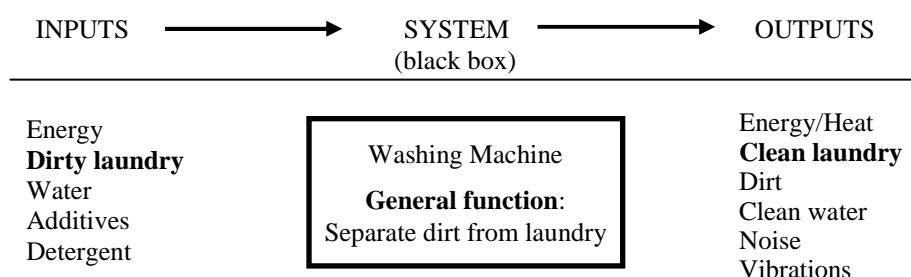 INPUTS SYSTEM OUTPUTS
(black box)
Energy
Dirty laundry
Water
Additives
Detergent
Washing Machine
General function:
Separate dirt from laundry
Energy/Heat
Clean laundry
Dirt
Clean water
Noise
Vibrations